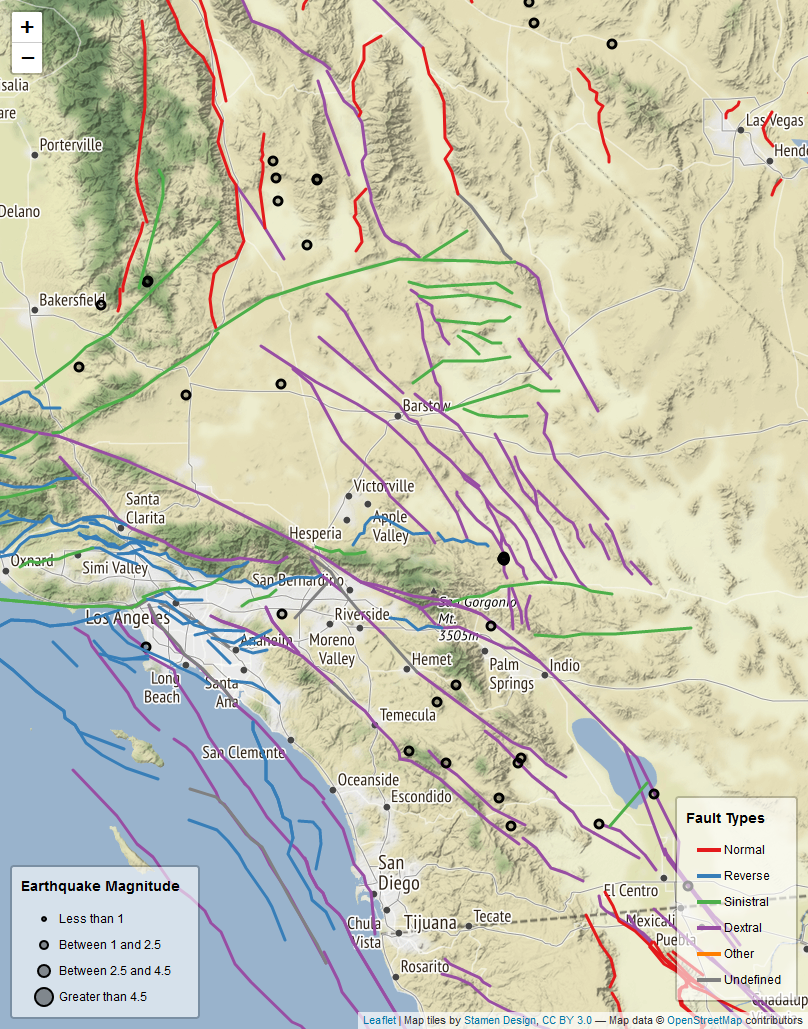 +
−
salia
are
Porterville
Delano
Bakersfield
Las Vegas
Hend
Barstow
Victorville
Apple
Valley
Hesperia
Santa
Clarita
Oxnard
Simi Valley
San Bernardino
San Gorgonio
Mt.
3505m
Los Angeles
Riverside
Anaheim
Moreno
Valley
Hemet
Palm
Springs
Indio
Long
Beach
Santa
Ana
Temecula
San Clemente
Oceanside
Escondido
San
Diego
El Centro
Mexicali
Puebla
Chula
Vista
Tijuana
Tecate
Rosarito
Guadalup
Victoria
Fault Types
Normal
Reverse
Sinistral
Dextral
Other
Undefined
Earthquake Magnitude
Less than 1
Between 1 and 2.5
Between 2.5 and 4.5
Greater than 4.5
Leaflet | Map tiles by Stamen Design, CC BY 3.0 — Map data © OpenStreetMap contributors